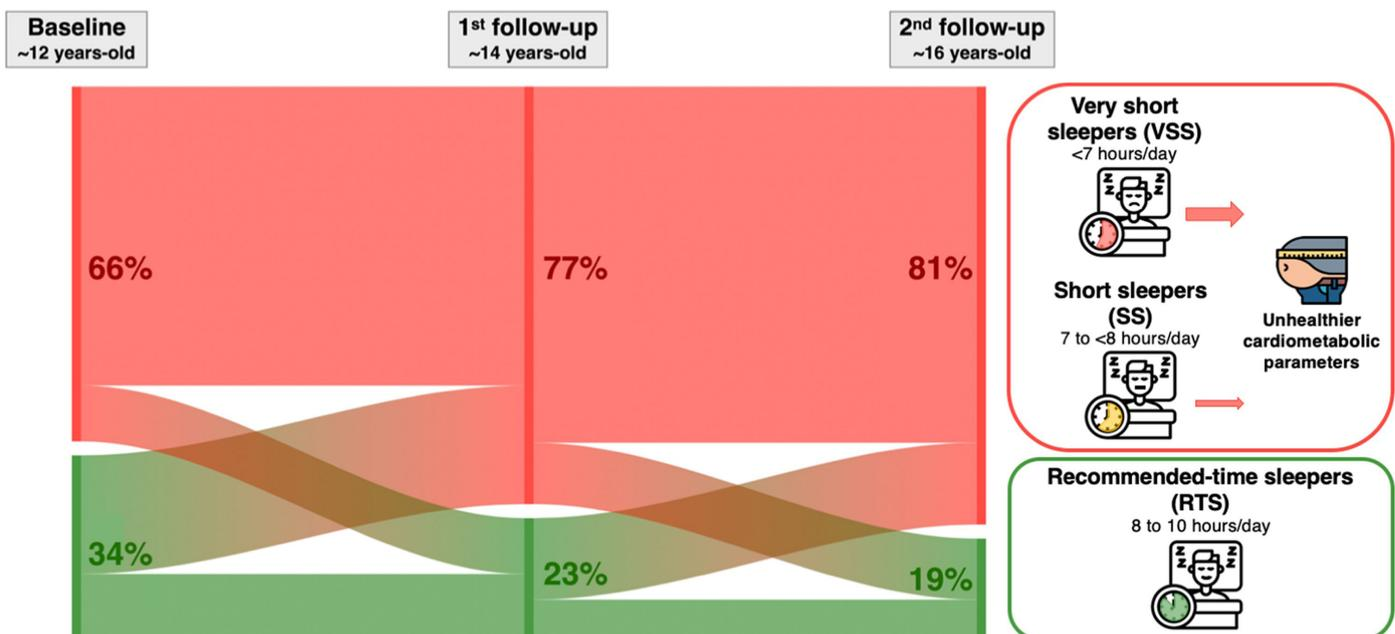 Baseline
~12 years-old
1st follow-up
~14 years-old
2nd follow-up
~16 years-old
66%
77%
81%
34%
23%
19%
Very short
sleepers (VSS)
<7 hours/day
Z Z Z Z
Short sleepers
(SS)
7 to <8 hours/day
Z Z Z Z
Unhealthier
cardiometabolic
parameters
Recommended-time sleepers
(RTS)
8 to 10 hours/day
Z Z Z Z